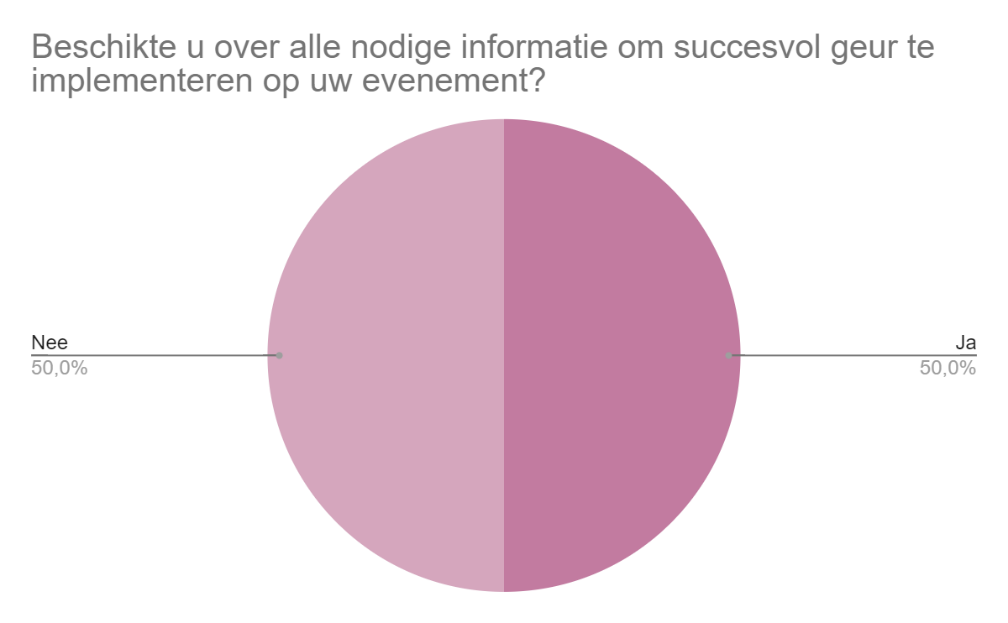 Beschikte u over alle nodige informatie om succesvol geur te
implementeren op uw evenement?
Nee
50,0%
Ja
50,0%